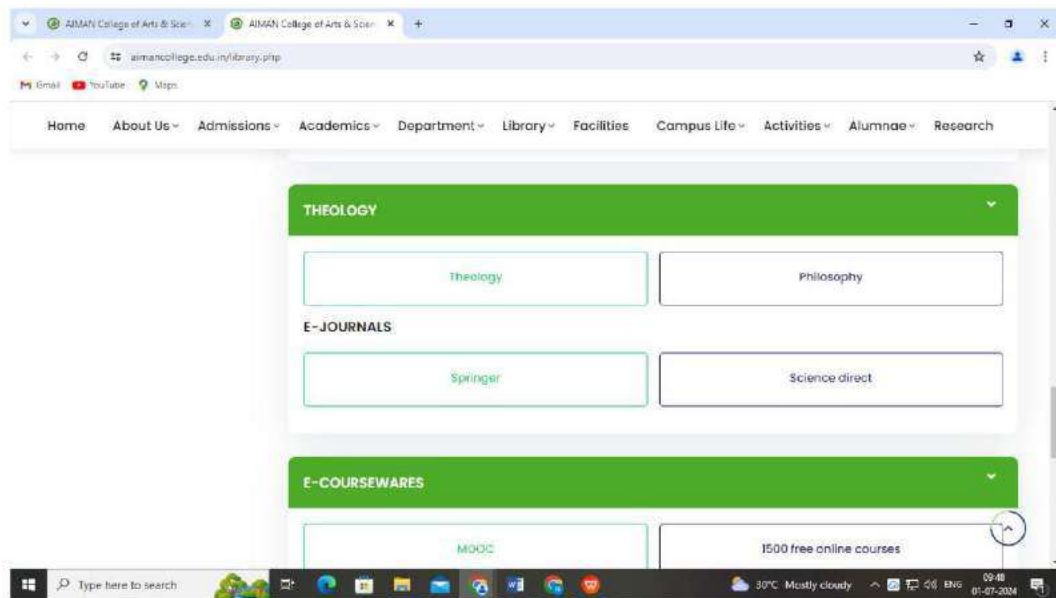 AIMAN College of Arts & Scien
AIMAN College of Arts & Scien
aimancollege.edu.in/library.php
Gmail YouTube Maps
Home About Us Admissions Academics Department Library Facilities Campus Life Activities Alumnae Research
THEOLOGY
Theology Philosophy
E-JOURNALS
Springer Science direct
E-COURSEWARES
MOOC 1500 free online courses
Type here to search 30°C Mostly cloudy ENG 09:48
01-07-2024